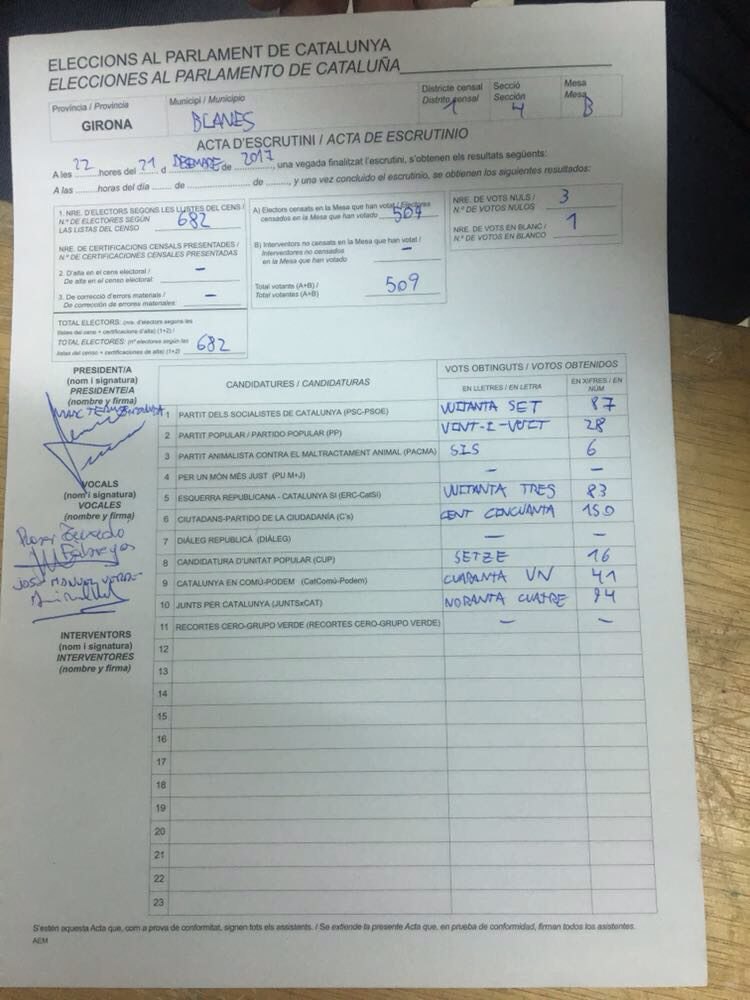 ELECCIONS AL PARLAMENT DE CATALUNYA
ELECCIONES AL PARLAMENTO DE CATALUÑA
Província / Provincia
GIRONA
Municipi / Municipio
BLANES
Districte censal
Distrito censal
1
Secció
Sección
4
Mesa
Mesa
B
ACTA D'ESCRUTINI / ACTA DE ESCRUTINIO
A les 22 hores del 21 d DESEMBRE de 2017, una vegada finalitzat l'escrutini, s'obtenen els resultats següents:
A las ........ horas del día ..... de .................. de .........., y una vez concluido el escrutinio, se obtienen los siguientes resultados:
1. NRE. D'ELECTORS SEGONS LES LLISTES DEL CENS /
N.º DE ELECTORES SEGÚN
LAS LISTAS DEL CENSO 682
NRE. DE CERTIFICACIONS CENSALS PRESENTADES /
N.º DE CERTIFICACIONES CENSALES PRESENTADAS
2. D'alta en el cens electoral /
De alta en el censo electoral: –
3. De correcció d'errors materials /
De corrección de errores materiales: –
TOTAL ELECTORS: (nre. d'electors segons les
llistes del cens + certificacions d'alta) (1+2) /
TOTAL ELECTORES: (nº electores según las
listas del censo + certificaciones de alta) (1+2) 682
A) Electors censats en la Mesa que han votat / Electores
censados en la Mesa que han votado 509
B) Interventors no censats en la Mesa que han votat /
Interventores no censados
en la Mesa que han votado –
Total votants (A+B) /
Total votantes (A+B) 509
NRE. DE VOTS NULS /
N.º DE VOTOS NULOS 3
NRE. DE VOTS EN BLANC /
N.º DE VOTOS EN BLANCO 1
PRESIDENT/A
(nom i signatura)
PRESIDENTE/A
(nombre y firma)
MARC
VOCALS
(nom i signatura)
VOCALES
(nombre y firma)
Roser
Fàbregas
JOSE MANUEL VERDE
INTERVENTORS
(nom i signatura)
INTERVENTORES
(nombre y firma)
CANDIDATURES / CANDIDATURAS
VOTS OBTINGUTS / VOTOS OBTENIDOS
EN LLETRES / EN LETRA
EN XIFRES / EN NÚM
1 PARTIT DELS SOCIALISTES DE CATALUNYA (PSC-PSOE) VUITANTA SET 87
2 PARTIT POPULAR / PARTIDO POPULAR (PP) VINT-I-VUIT 28
3 PARTIT ANIMALISTA CONTRA EL MALTRACTAMENT ANIMAL (PACMA) SIS 6
4 PER UN MÓN MÉS JUST (PU M+J) – –
5 ESQUERRA REPUBLICANA - CATALUNYA SÍ (ERC-CatSí) VUITANTA TRES 83
6 CIUTADANS-PARTIDO DE LA CIUDADANÍA (C's) CENT CINCUANTA 150
7 DIÀLEG REPUBLICÀ (DIÀLEG) – –
8 CANDIDATURA D'UNITAT POPULAR (CUP) SETZE 16
9 CATALUNYA EN COMÚ-PODEM (CatComú-Podem) CUARANTA UN 41
10 JUNTS PER CATALUNYA (JUNTSxCAT) NORANTA CUATRE 94
11 RECORTES CERO-GRUPO VERDE (RECORTES CERO-GRUPO VERDE) – –
12
13
14
15
16
17
18
19
20
21
22
23
S'estén aquesta Acta que, com a prova de conformitat, signen tots els assistents. / Se extiende la presente Acta que, en prueba de conformidad, firman todos los asistentes.
AEM